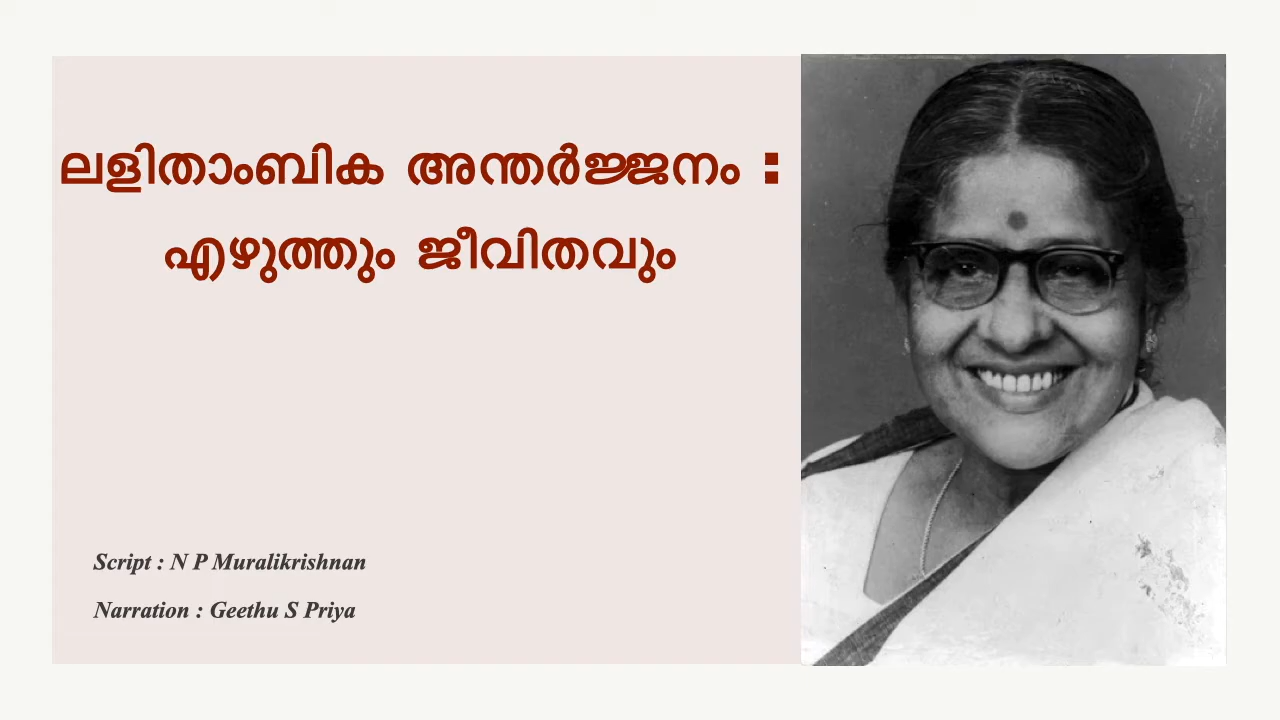 ലളിതാംബിക അന്തർജ്ജനം :
എഴുത്തും ജീവിതവും
Script : N P Muralikrishnan
Narration : Geethu S Priya